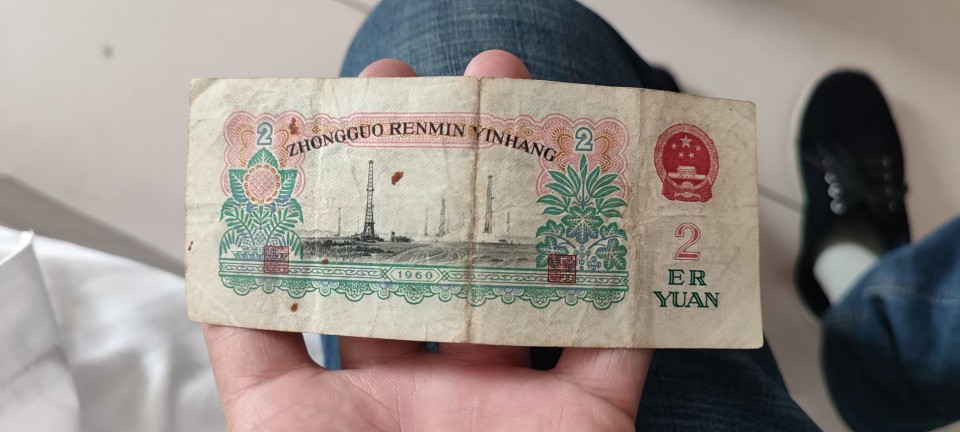 2 2
ZHONGGUO RENMIN YINHANG
1960
2
ER
YUAN